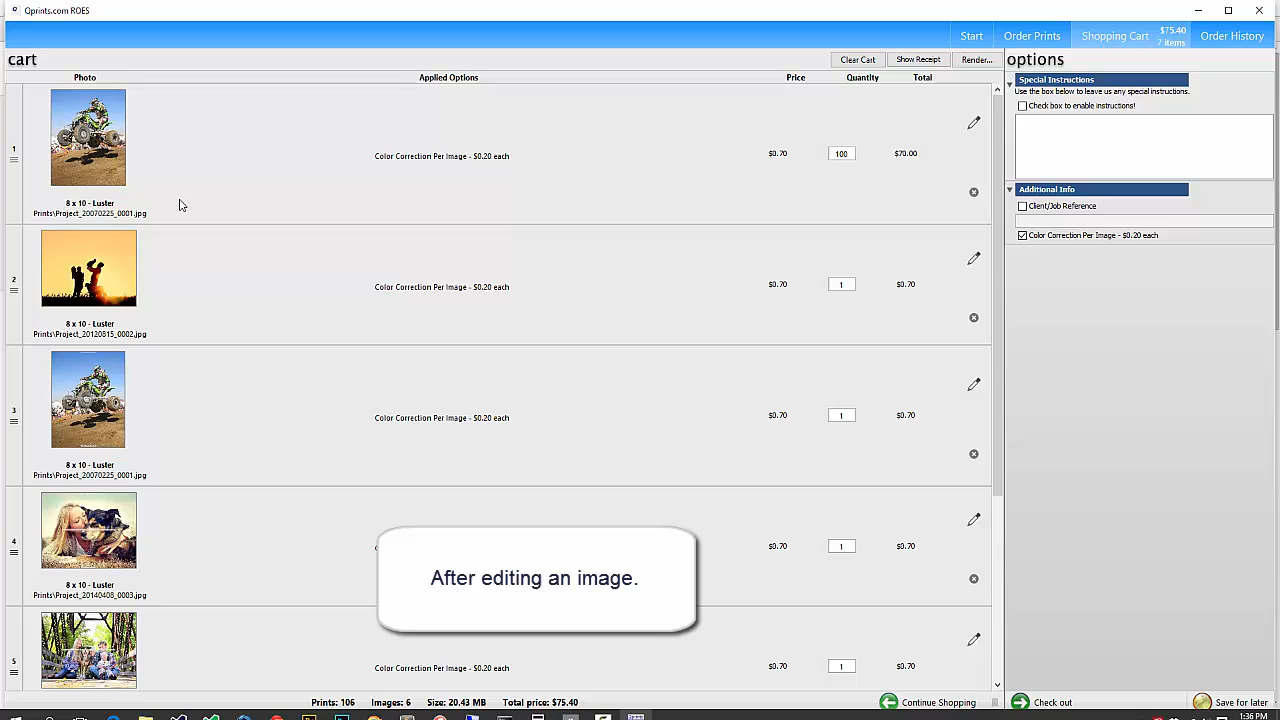 Qprints.com ROES
Start Order Prints Shopping Cart $75.40 7 items Order History
cart Clear Cart Show Receipt Render... options
Photo Applied Options Price Quantity Total
Special Instructions
Use the box below to leave us any special instructions.
Check box to enable instructions!
1 Color Correction Per Image - $0.20 each $0.70 100 $70.00
8 x 10 - Luster
Prints\Project_20070225_0001.jpg
Additional Info
Client/Job Reference
Color Correction Per Image - $0.20 each
2 Color Correction Per Image - $0.20 each $0.70 1 $0.70
8 x 10 - Luster
Prints\Project_20120815_0002.jpg
3 Color Correction Per Image - $0.20 each $0.70 1 $0.70
8 x 10 - Luster
Prints\Project_20070225_0001.jpg
4 $0.70 1 $0.70
After editing an image.
8 x 10 - Luster
Prints\Project_20140408_0003.jpg
5 Color Correction Per Image - $0.20 each $0.70 1 $0.70
Prints: 106 Images: 6 Size: 20.43 MB Total price: $75.40 Continue Shopping Check out Save for later